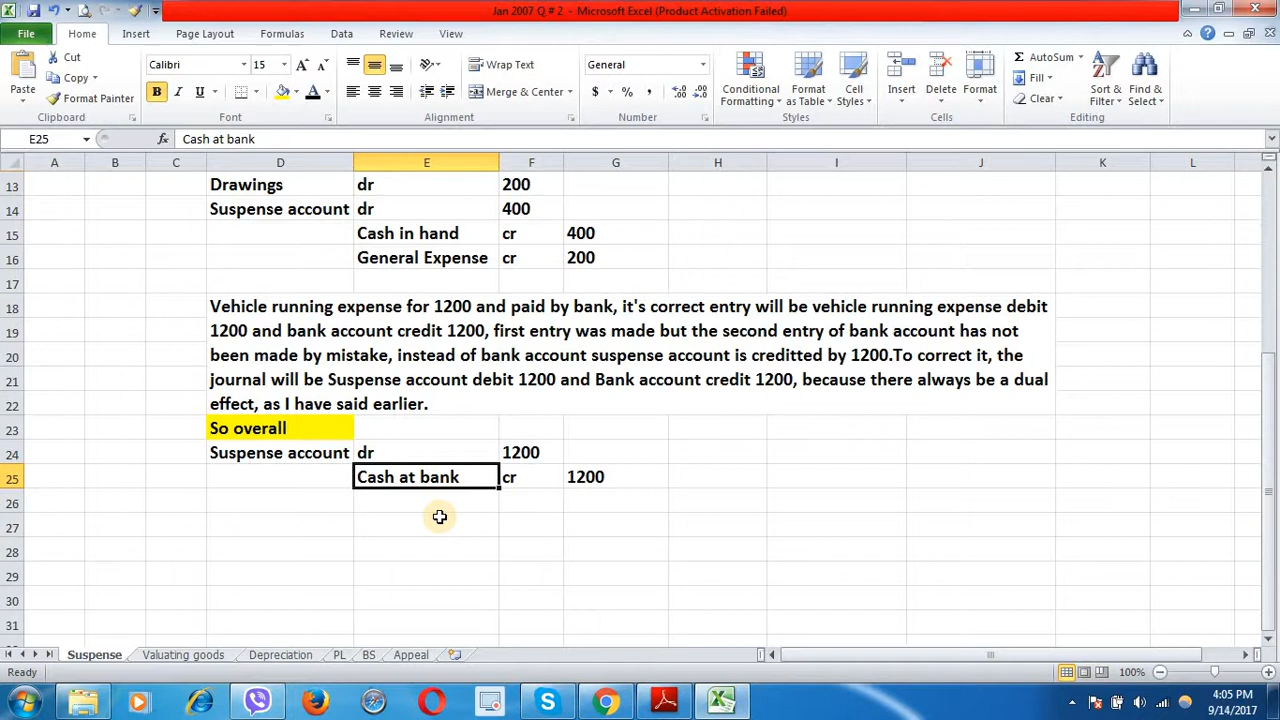 Jan 2007 Q # 2 - Microsoft Excel (Product Activation Failed)
File Home Insert Page Layout Formulas Data Review View
Cut
Copy
Format Painter
Paste
Clipboard
Calibri 15
B I U
Font
Wrap Text
Merge & Center
Alignment
General
$ % ,
Number
Conditional Formatting
Format as Table
Cell Styles
Styles
Insert Delete Format
Cells
AutoSum
Fill
Clear
Sort & Filter
Find & Select
Editing
E25 fx Cash at bank
A B C D E F G H I J K L
13 Drawings dr 200
14 Suspense account dr 400
15 Cash in hand cr 400
16 General Expense cr 200
17
18 Vehicle running expense for 1200 and paid by bank, it's correct entry will be vehicle running expense debit
19 1200 and bank account credit 1200, first entry was made but the second entry of bank account has not
20 been made by mistake, instead of bank account suspense account is creditted by 1200.To correct it, the
21 journal will be Suspense account debit 1200 and Bank account credit 1200, because there always be a dual
22 effect, as I have said earlier.
23 So overall
24 Suspense account dr 1200
25 Cash at bank cr 1200
26
27
28
29
30
31
Suspense Valuating goods Depreciation PL BS Appeal
Ready 100%
4:05 PM
9/14/2017